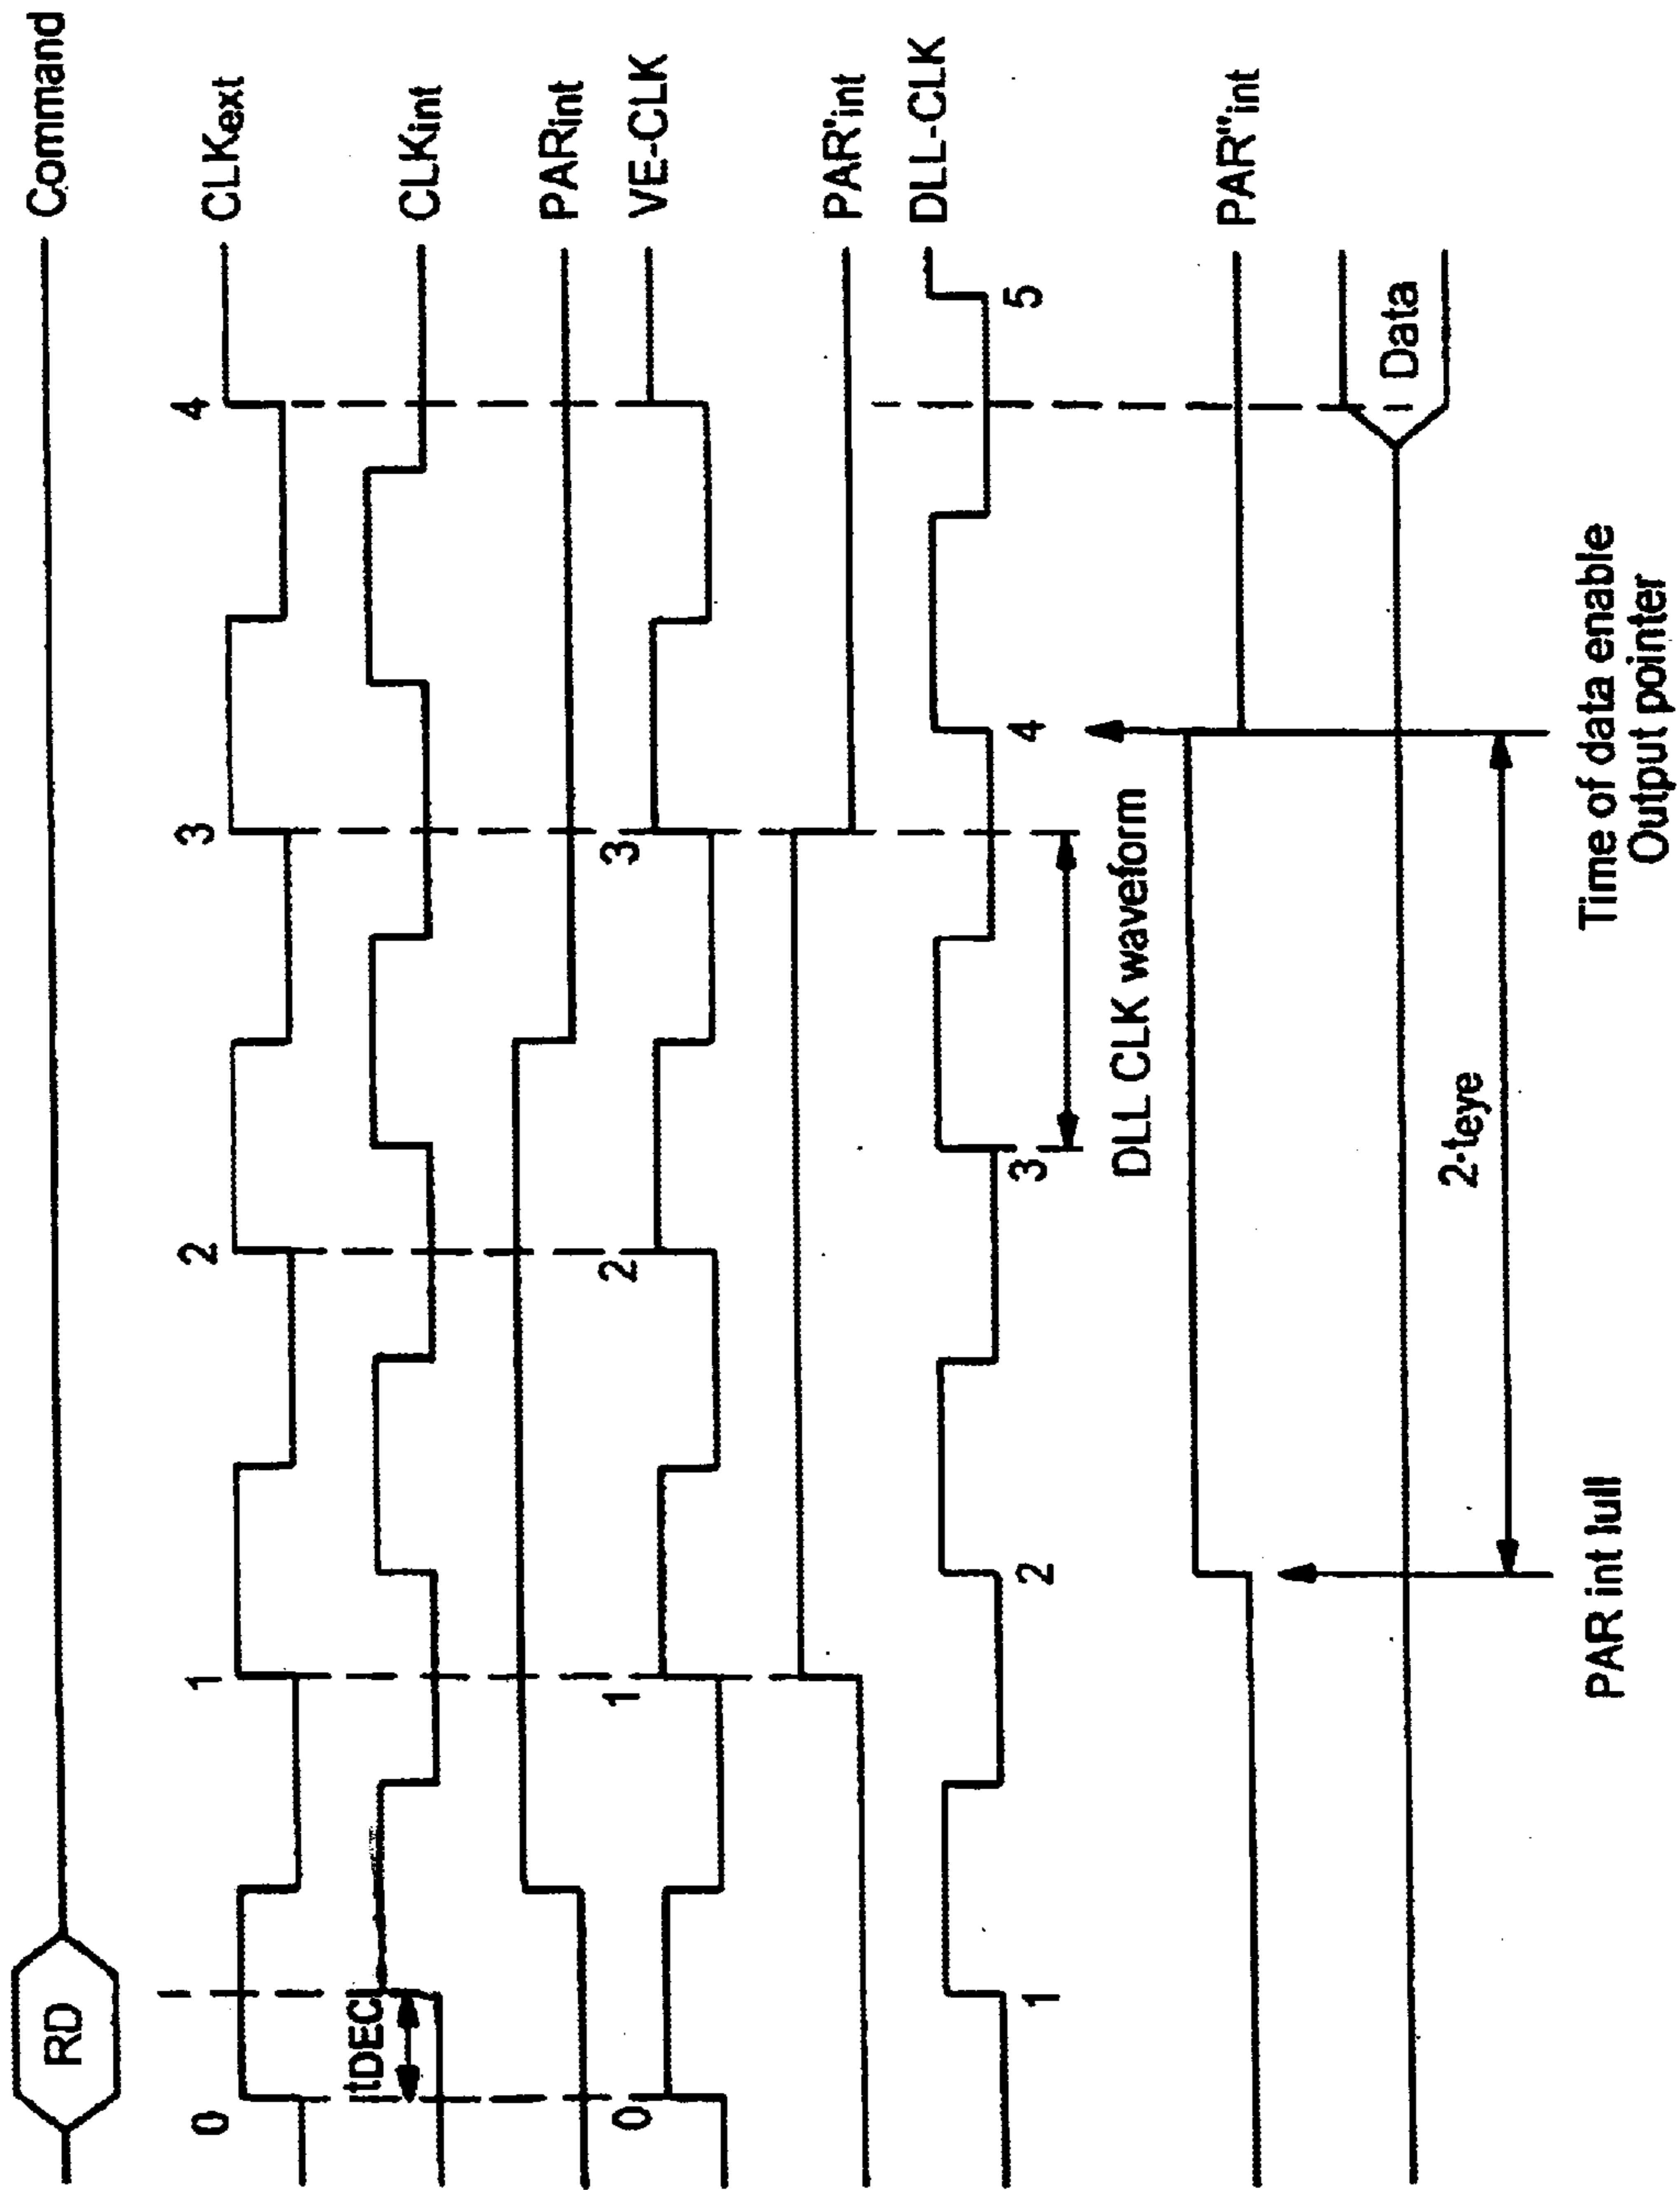 RD
Command
0
1
2
3
4
CLKext
tDEC
CLKint
PARint
0
1
2
3
VE-CLK
PAR'int
1
2
3
4
5
DLL-CLK
DLL CLK waveform
PAR"int
Data
2·teye
PAR int lull
Time of data enable
Output pointer